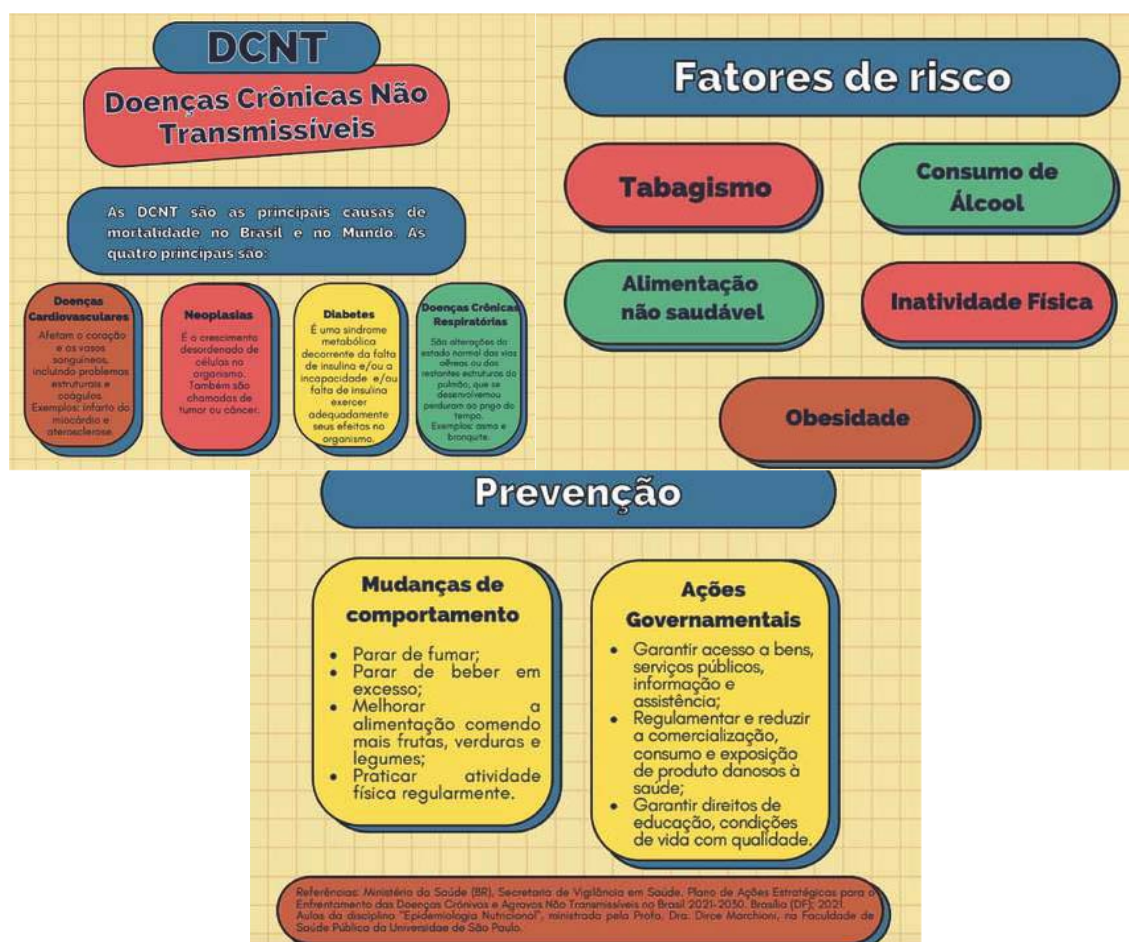 DCNT
Doenças Crônicas Não
Transmissíveis
As DCNT são as principais causas de
mortalidade no Brasil e no Mundo. As
quatro principais são:
Doenças
Cardiovasculares
Afetam o coração
e os vasos
sanguíneos,
incluindo problemas
estruturais e
coágulos.
Exemplos: infarto do
miocárdio e
aterosclerose.
Neoplasias
É o crescimento
desordenado de
células no
organismo.
Também são
chamadas de
tumor ou câncer.
Diabetes
É uma síndrome
metabólica
decorrente da falta
de insulina e/ou a
incapacidade e/ou
falta de insulina
exercer
adequadamente
seus efeitos no
organismo.
Doenças Crônicas
Respiratórias
São alterações do
estado normal das vias
aéreas ou das
restantes estruturas do
pulmão, que se
desenvolvem ou
perduram ao longo do
tempo.
Exemplos: asma e
bronquite.
Fatores de risco
Tabagismo
Consumo de
Álcool
Alimentação
não saudável
Inatividade Física
Obesidade
Prevenção
Mudanças de
comportamento
• Parar de fumar;
• Parar de beber em
excesso;
• Melhorar a
alimentação comendo
mais frutas, verduras e
legumes;
• Praticar atividade
física regularmente.
Ações
Governamentais
• Garantir acesso a bens,
serviços públicos,
informação e
assistência;
• Regulamentar e reduzir
a comercialização,
consumo e exposição
de produto danosos à
saúde;
• Garantir direitos de
educação, condições
de vida com qualidade.
Referências: Ministério da Saúde (BR), Secretaria de Vigilância em Saúde. Plano de Ações Estratégicas para o
Enfrentamento das Doenças Crônivas e Agravos Não Transmissíveis no Brasil 2021-2030. Brasília (DF); 2021.
Aulas da disciplina "Epidemiologia Nutricional", ministrada pela Profa. Dra. Dirce Marchioni, na Faculdade de
Saúde Pública da Universidae de São Paulo.